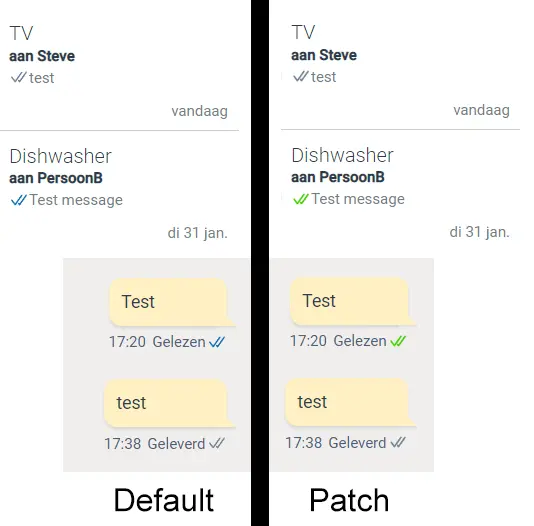 TV
aan Steve
test
vandaag
Dishwasher
aan PersoonB
Test message
di 31 jan.
Test
17:20 Gelezen
test
17:38 Geleverd
Default
TV
aan Steve
test
vandaag
Dishwasher
aan PersoonB
Test message
di 31 jan.
Test
17:20 Gelezen
test
17:38 Geleverd
Patch